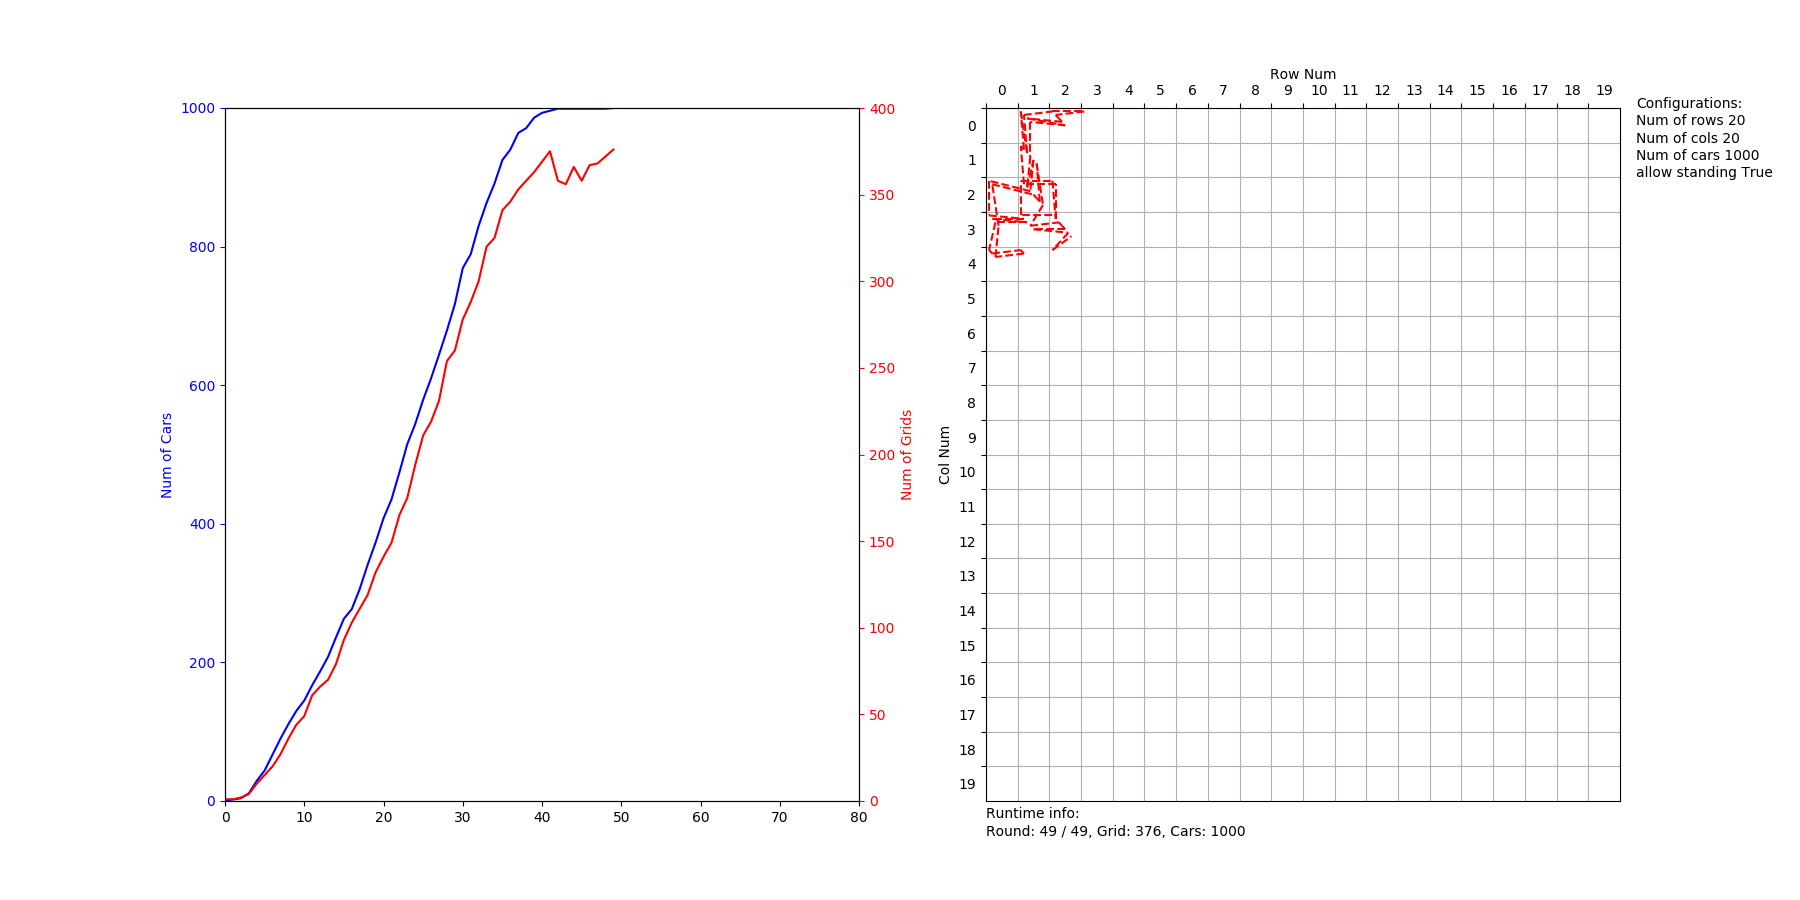 1000
800
600
400
200
0
Num of Cars
0 10 20 30 40 50 60 70 80
400
350
300
250
200
150
100
50
0
Num of Grids
Row Num
0 1 2 3 4 5 6 7 8 9 10 11 12 13 14 15 16 17 18 19
Col Num
0
1
2
3
4
5
6
7
8
9
10
11
12
13
14
15
16
17
18
19
Configurations:
Num of rows 20
Num of cols 20
Num of cars 1000
allow standing True
Runtime info:
Round: 49 / 49, Grid: 376, Cars: 1000